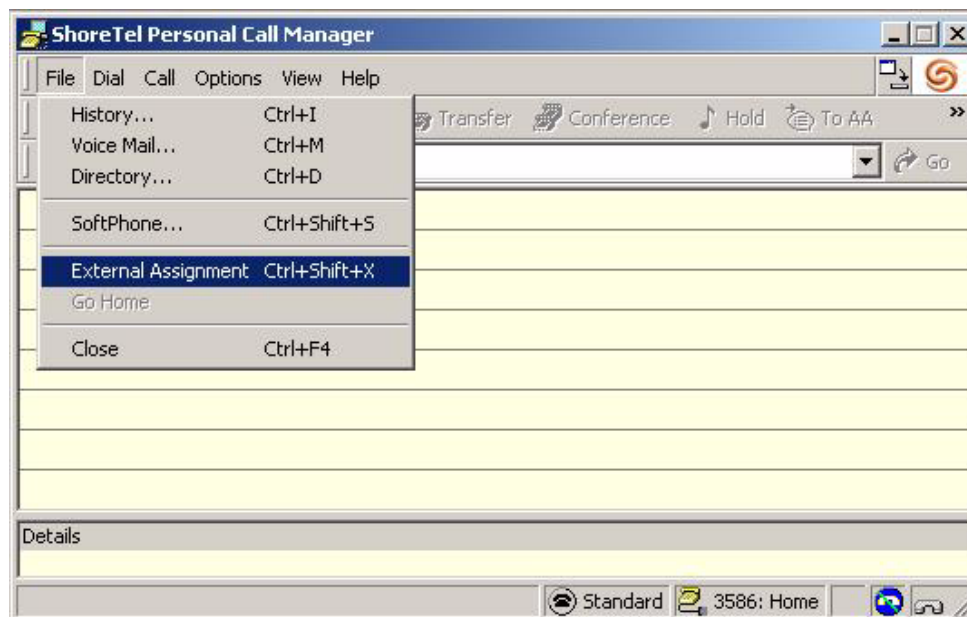 ShoreTel Personal Call Manager
File Dial Call Options View Help
History... Ctrl+I
Voice Mail... Ctrl+M
Directory... Ctrl+D
SoftPhone... Ctrl+Shift+S
External Assignment Ctrl+Shift+X
Go Home
Close Ctrl+F4
Transfer Conference Hold To AA »
Go
Details
Standard 3586: Home